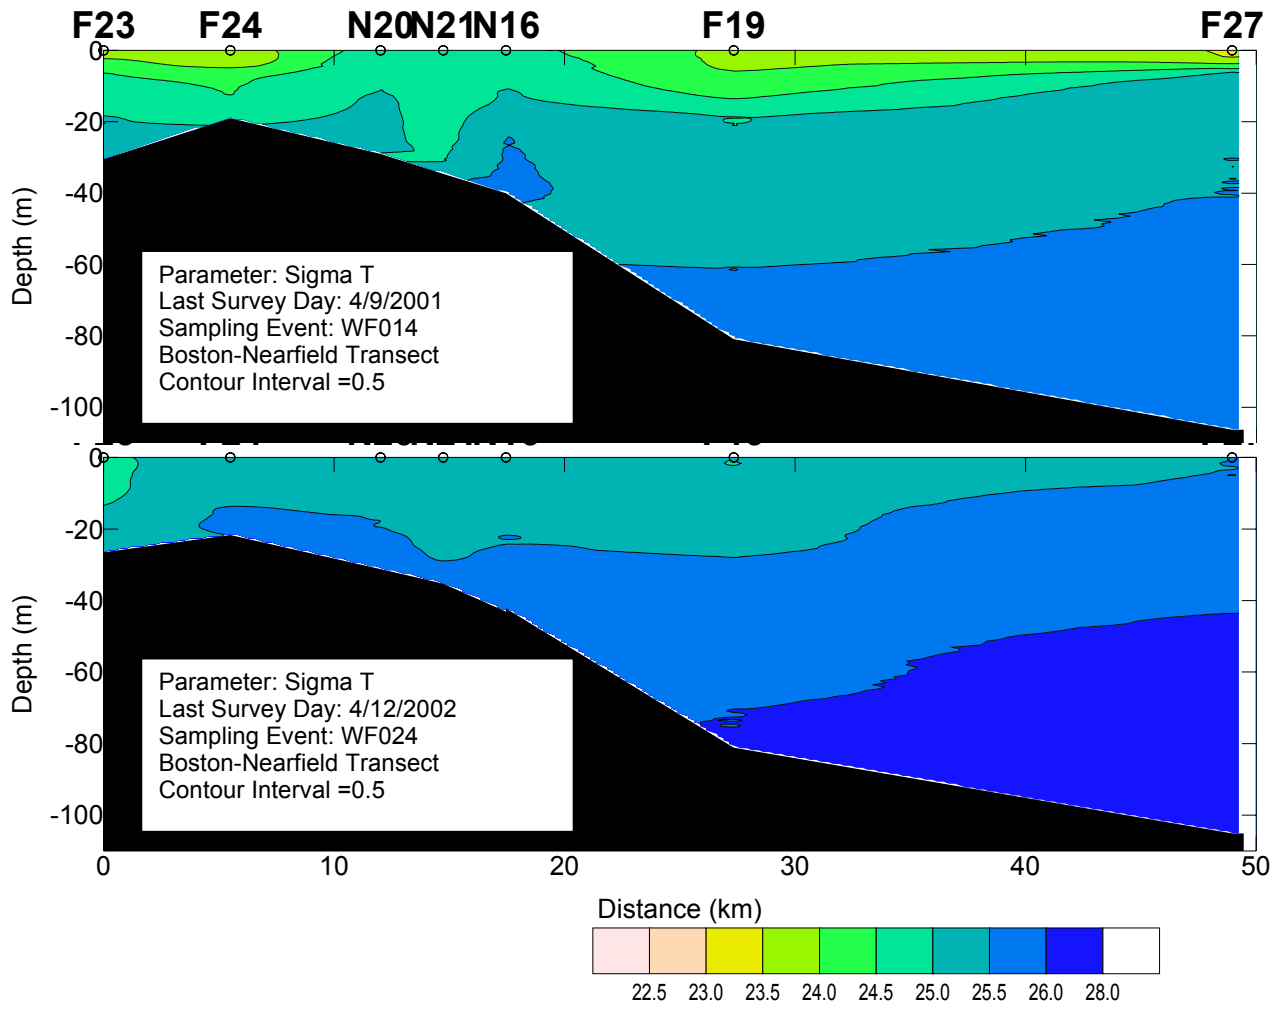 F23 F24 N20 N21 N16 F19 F27
0
-20
-40
-60
-80
-100
Depth (m)
Parameter: Sigma T
Last Survey Day: 4/9/2001
Sampling Event: WF014
Boston-Nearfield Transect
Contour Interval =0.5
0
-20
-40
-60
-80
-100
Depth (m)
Parameter: Sigma T
Last Survey Day: 4/12/2002
Sampling Event: WF024
Boston-Nearfield Transect
Contour Interval =0.5
0 10 20 30 40 50
Distance (km)
22.5 23.0 23.5 24.0 24.5 25.0 25.5 26.0 28.0